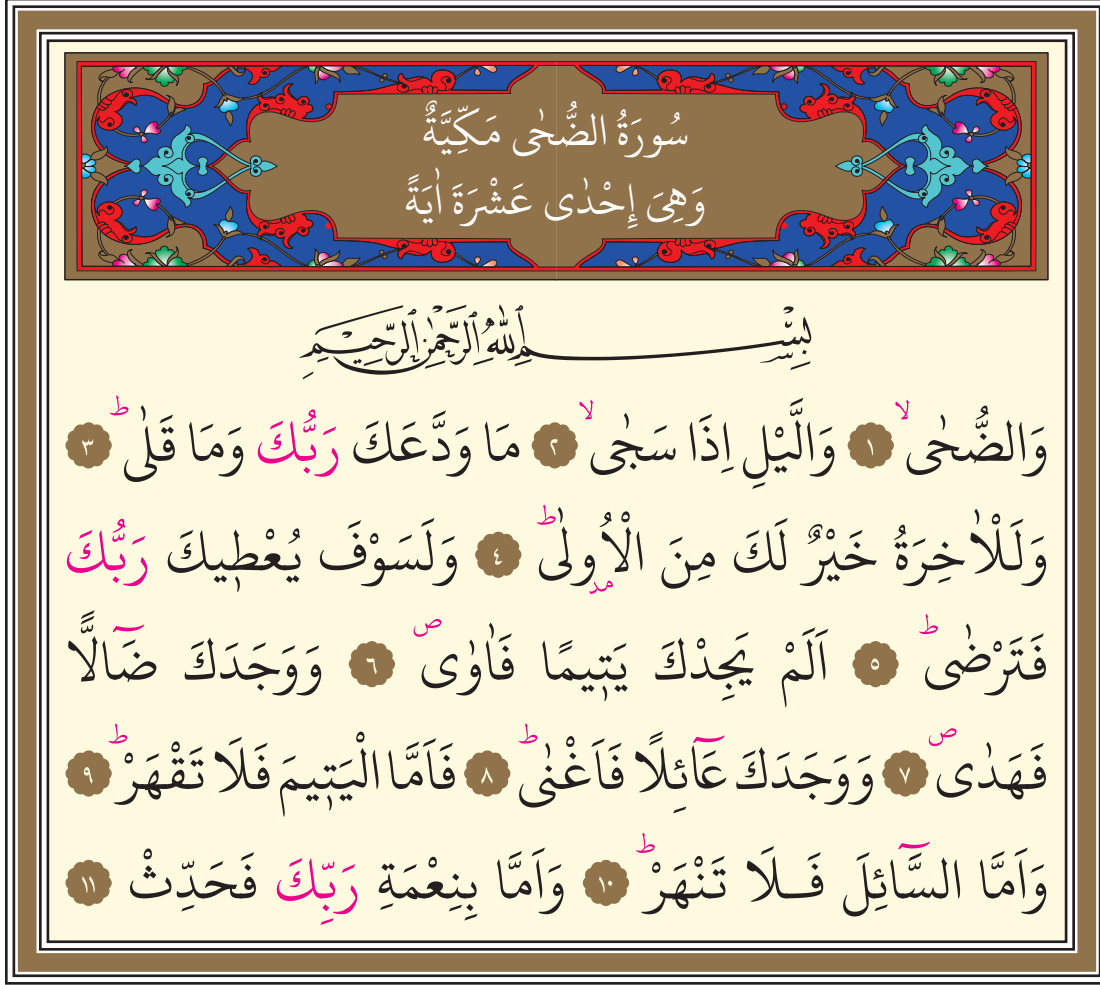 سُورَةُ الضُّحٰى مَكِّيَّةٌ
وَهِيَ إِحْدٰى عَشْرَةَ اٰيَةً
بِسْمِ اللّٰهِ الرَّحْمٰنِ الرَّحِيمِ
وَالضُّحٰىۙ ١ وَالَّيْلِ اِذَا سَجٰىۙ ٢ مَا وَدَّعَكَ رَبُّكَ وَمَا قَلٰىۜ ٣
وَلَلْاٰخِرَةُ خَيْرٌ لَكَ مِنَ الْاُو۫لٰىۜ ٤ وَلَسَوْفَ يُعْطٖيكَ رَبُّكَ
فَتَرْضٰىۜ ٥ اَلَمْ يَجِدْكَ يَتٖيمًا فَاٰوٰىۖ ٦ وَوَجَدَكَ ضَٓالًّا
فَهَدٰىۖ ٧ وَوَجَدَكَ عَٓائِلًا فَاَغْنٰىۜ ٨ فَاَمَّا الْيَتٖيمَ فَلَا تَقْهَرْۜ ٩
وَاَمَّا السَّٓائِلَ فَلَا تَنْهَرْۜ ١٠ وَاَمَّا بِنِعْمَةِ رَبِّكَ فَحَدِّثْ ١١